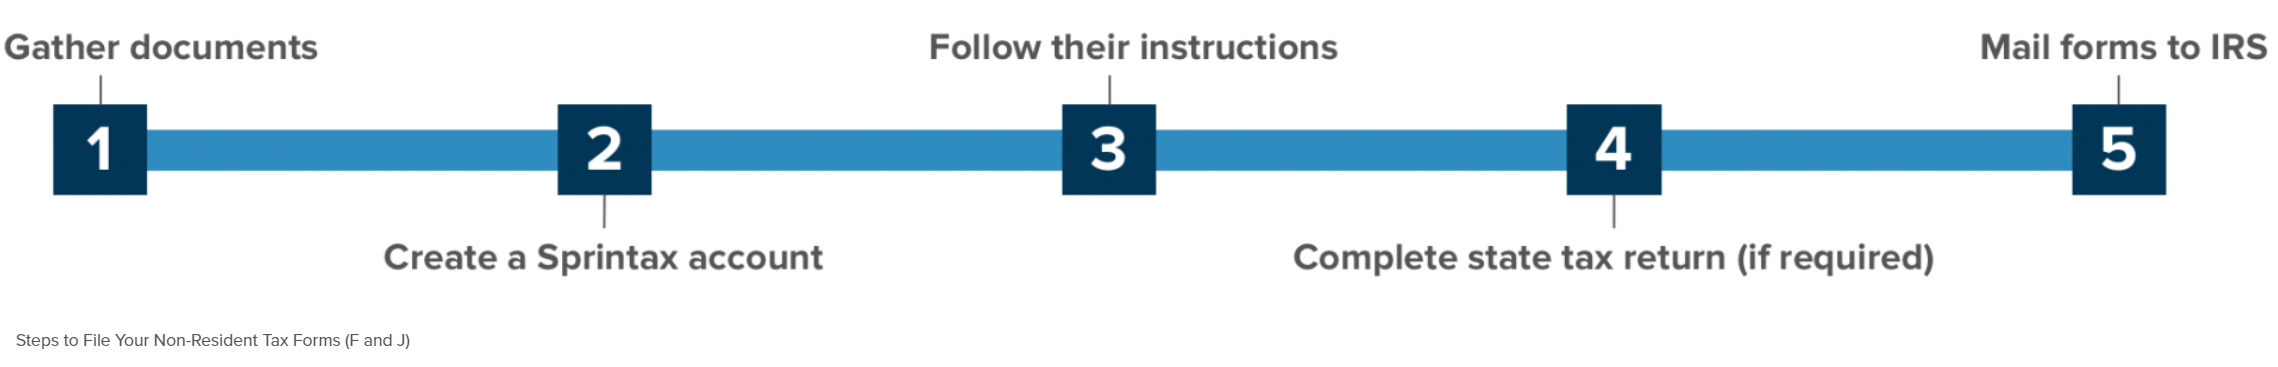 Gather documents
Follow their instructions
Mail forms to IRS
1
2
3
4
5
Create a Sprintax account
Complete state tax return (if required)
Steps to File Your Non-Resident Tax Forms (F and J)